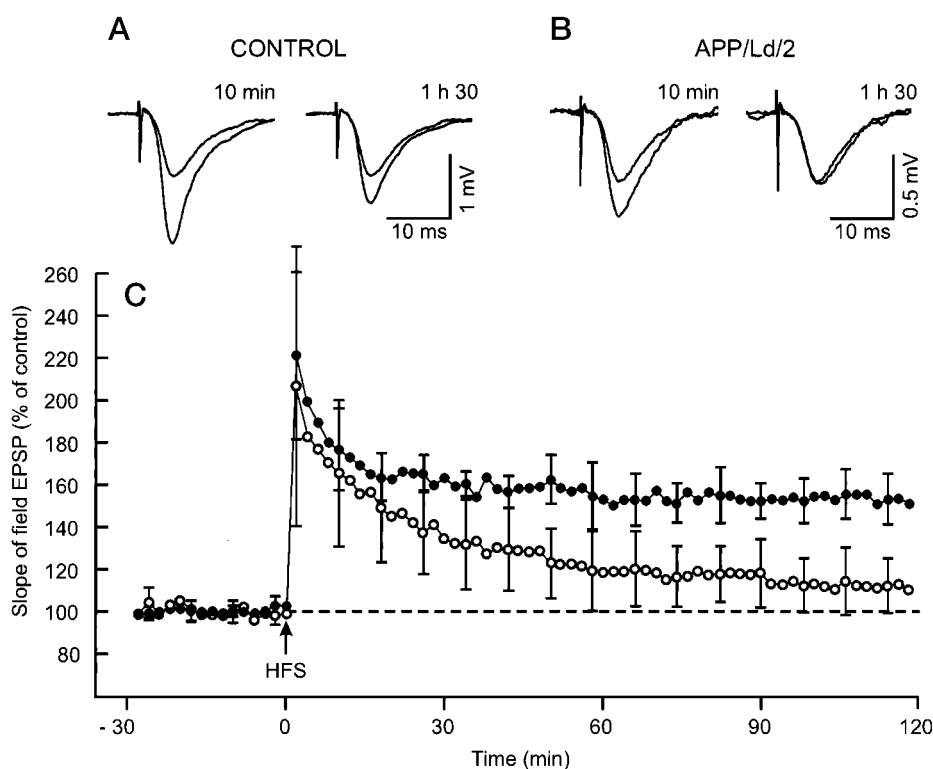 A
CONTROL
10 min
1 h 30
1 mV
10 ms
B
APP/Ld/2
10 min
1 h 30
0.5 mV
10 ms
C
Slope of field EPSP (% of control)
260
240
220
200
180
160
140
120
100
80
HFS
- 30
0
30
60
90
120
Time (min)